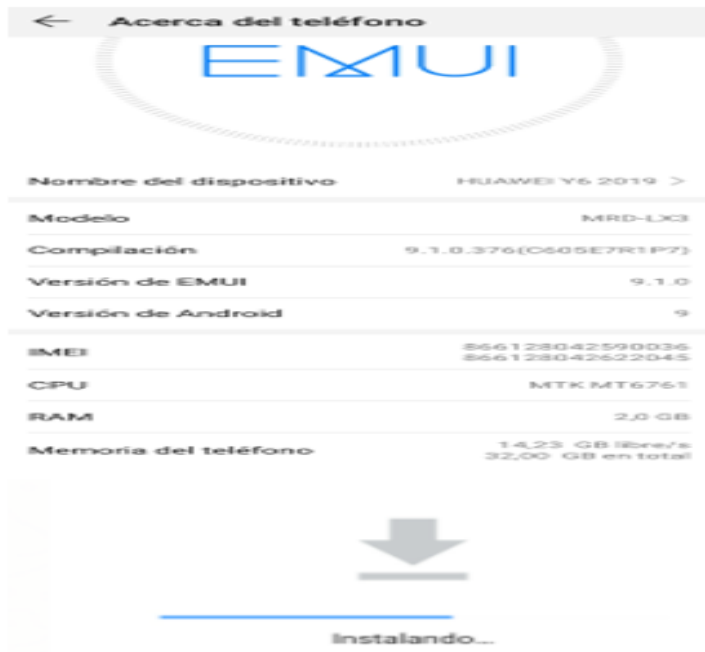 ← Acerca del teléfono
EMUI
Nombre del dispositivo HUAWEI Y6 2019 >
Modelo MRD-LX3
Compilación 9.1.0.376(C605E7R1P7)
Versión de EMUI 9.1.0
Versión de Android 9
IMEI 866128042590036
866128042622045
CPU MTK MT6761
RAM 2,0 GB
Memoria del teléfono 14,23 GB libre/s
32,00 GB en total
Instalando...